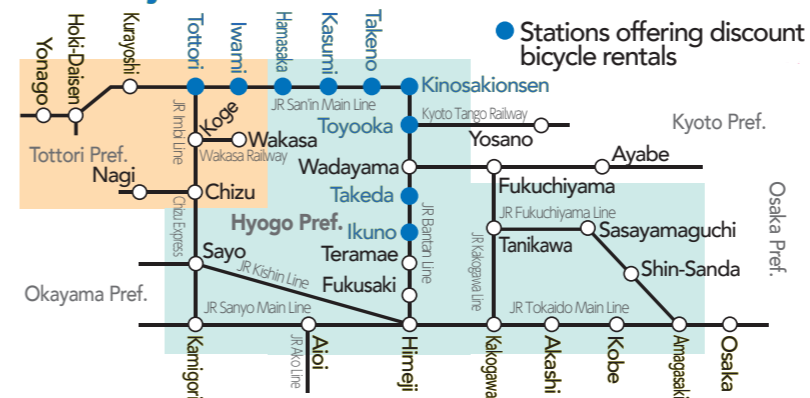 Yonago
Hoki-Daisen
Kurayoshi
Tottori
Iwami
Hamasaka
Kasumi
Takeno
Stations offering discount
bicycle rentals
Kinosakionsen
JR San'in Main Line
JR Imbi Line
Koge
Toyooka
Kyoto Tango Railway
Yosano
Kyoto Pref.
Wakasa
Wakasa Railway
Tottori Pref.
Wadayama
Ayabe
Nagi
Chizu
Takeda
Fukuchiyama
Chizu Express
Hyogo Pref.
Ikuno
JR Bantan Line
JR Fukuchiyama Line
Osaka Pref.
Sayo
Teramae
JR Kakogawa Line
Tanikawa
Sasayamaguchi
JR Kishin Line
Fukusaki
Shin-Sanda
Okayama Pref.
JR Sanyo Main Line
JR Tokaido Main Line
Kamigori
JR Ako Line
Aioi
Himeji
Kakogawa
Akashi
Kobe
Amagasaki
Osaka